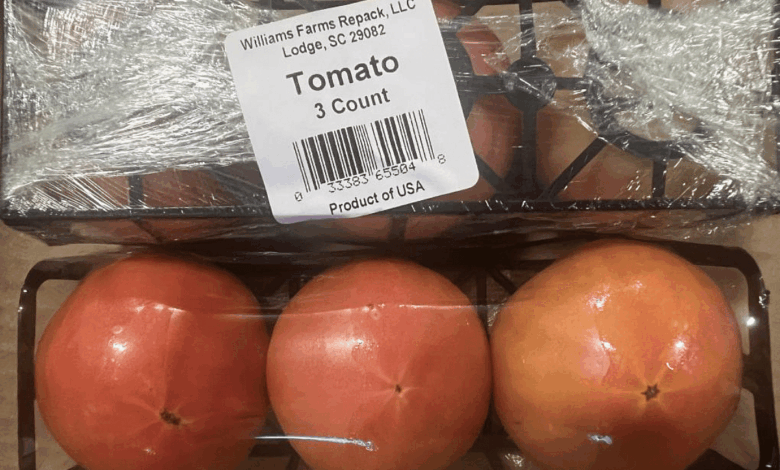 Williams Farms Repack, LLC
Lodge, SC 29082
Tomato
3 Count
0 33383 65504 8
Product of USA